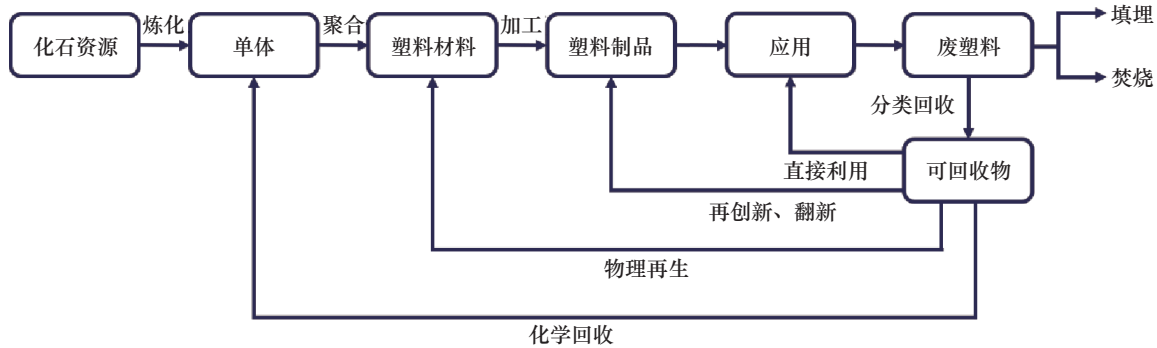 化石资源
炼化
单体
聚合
塑料材料
加工
塑料制品
应用
废塑料
填埋
焚烧
分类回收
可回收物
直接利用
再创新、翻新
物理再生
化学回收